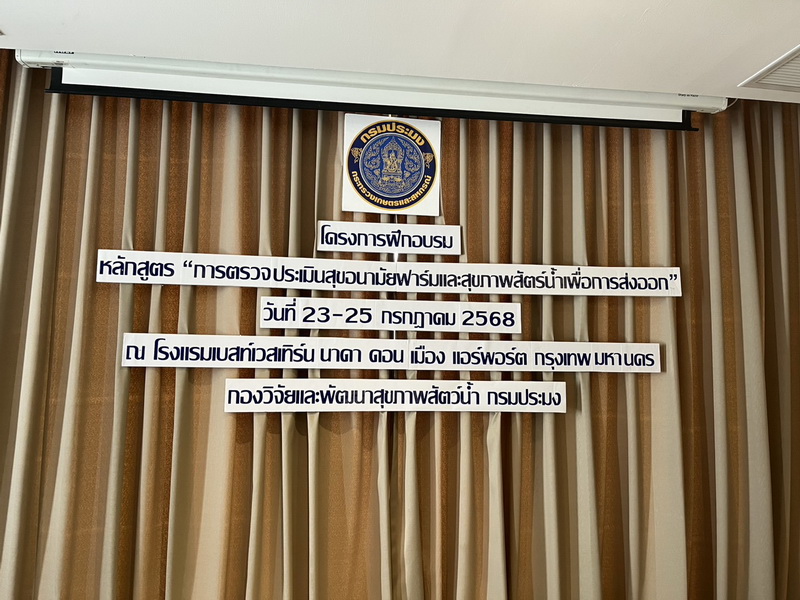 กรมประมง
กระทรวงเกษตรและสหกรณ์
โครงการฝึกอบรม
หลักสูตร “การตรวจประเมินสุขอนามัยฟาร์มและสุขภาพสัตว์น้ำเพื่อการส่งออก”
วันที่ 23-25 กรกฎาคม 2568
ณ โรงแรมเบสท์เวสเทิร์น นาดา ดอน เมือง แอร์พอร์ต กรุงเทพมหานคร
กองวิจัยและพัฒนาสุขภาพสัตว์น้ำ กรมประมง